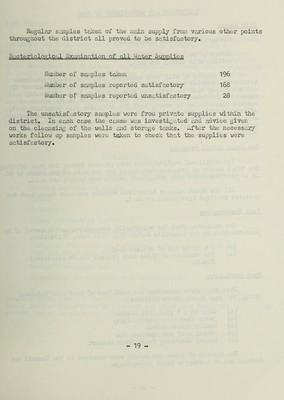 Regular samples taken of the main supply from various other points
throughout the district all proved to be satisfactory.
Bacteriological Examination of all Water Supplies
Number of samples taken 196
Number of samples reported satisfactory 168
Number of samples reported unsatisfactory 28
The unsatisfactory samples were from private supplies within the
district. In each case the cause was investigated and advice given
on the cleansing of the wells and storage tanks. After the necessary
works follow up samples were taken to check that the supplies were
satisfactory.
- 19 -